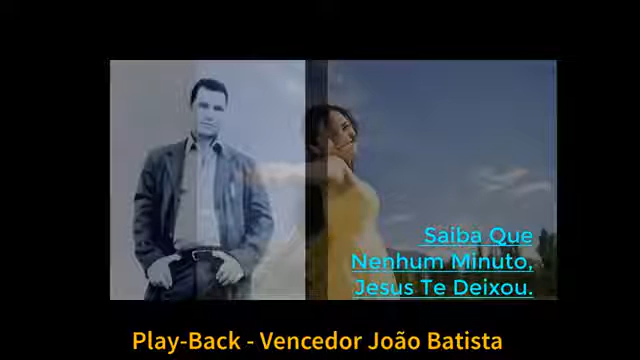 Saiba Que
Nenhum Minuto,
Jesus Te Deixou.
Play-Back - Vencedor João Batista